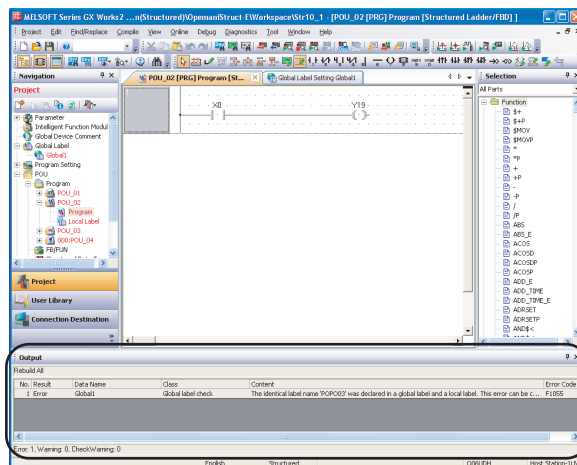 MELSOFT Series GX Works2 ...n(Structured)\OpemaniStruct-E\Workspace\Str10_1 - [POU_02 [PRG] Program [Structured Ladder/FBD] ]
Project Edit Find/Replace Compile View Online Debug Diagnostics Tool Window Help
Navigation
Project
Parameter
Intelligent Function Modul
Global Device Comment
Global Label
Global1
Program Setting
POU
Program
POU_01
POU_02
Program
Local Label
POU_03
000:POU_04
FB/FUN
Project
User Library
Connection Destination
POU_02 [PRG] Program [St...
Global Label Setting Global1
X0 Y19
Selection
All Parts
Function
$+
$+P
$MOV
$MOVP
*
*P
+
+P
-
-P
/
/P
ABS
ABS_E
ACOS
ACOSD
ACOSDP
ACOSP
ADD_E
ADD_TIME
ADD_TIME_E
ADRSET
ADRSETP
AND$<
Output
Rebuild All
No. Result Data Name Class Content Error Code
1 Error Global1 Global label check The identical label name 'POPO03' was declared in a global label and a local label. This error can be c... F1055
Error: 1, Warning: 0, CheckWarning: 0
English Structured Q06UDH Host Station-1(